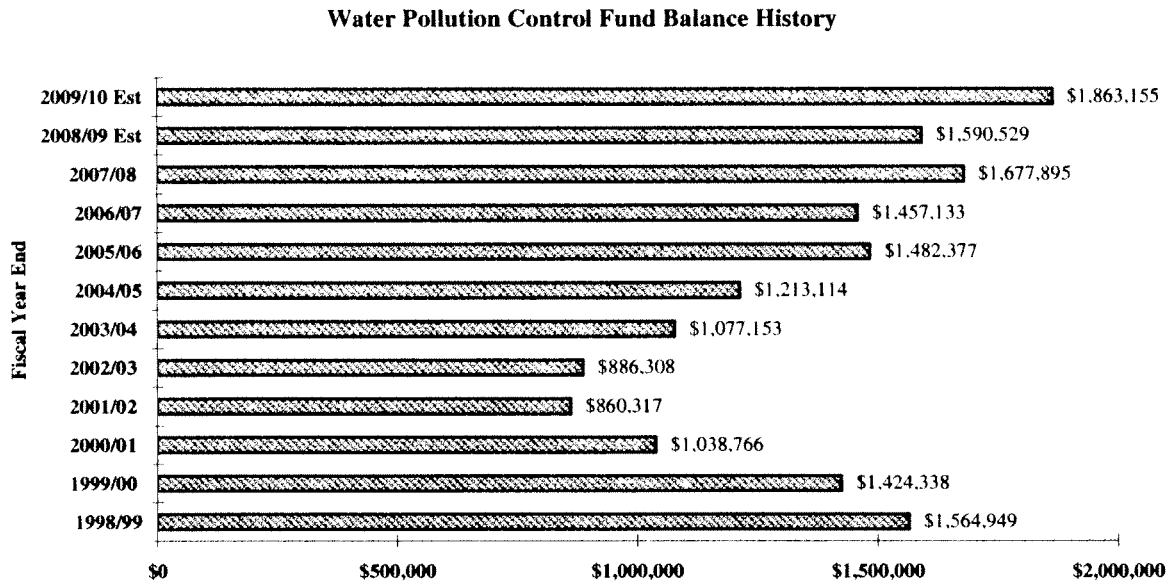 Water Pollution Control Fund Balance History
2009/10 Est $1,863,155
2008/09 Est $1,590,529
2007/08 $1,677,895
2006/07 $1,457,133
2005/06 $1,482,377
2004/05 $1,213,114
2003/04 $1,077,153
2002/03 $886,308
2001/02 $860,317
2000/01 $1,038,766
1999/00 $1,424,338
1998/99 $1,564,949
Fiscal Year End
$0 $500,000 $1,000,000 $1,500,000 $2,000,000